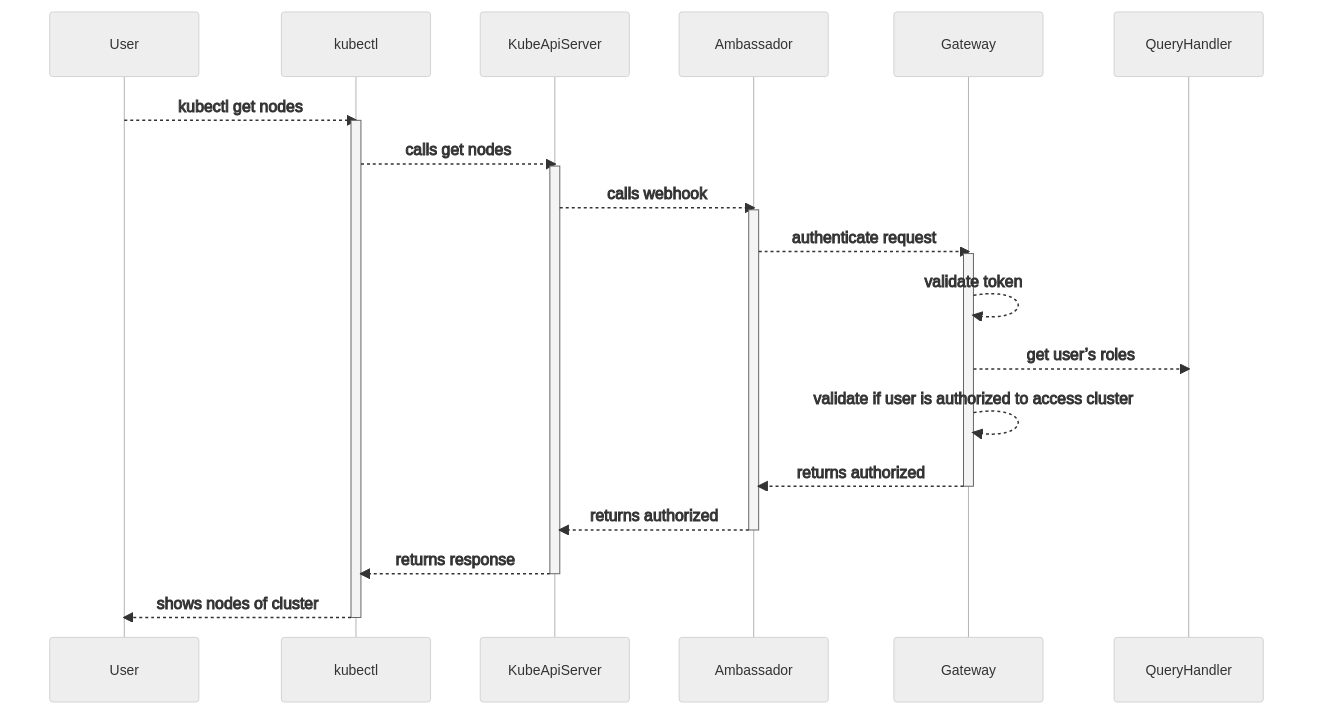 User
kubectl
KubeApiServer
Ambassador
Gateway
QueryHandler
kubectl get nodes
calls get nodes
calls webhook
authenticate request
validate token
get user's roles
validate if user is authorized to access cluster
returns authorized
returns authorized
returns response
shows nodes of cluster
User
kubectl
KubeApiServer
Ambassador
Gateway
QueryHandler